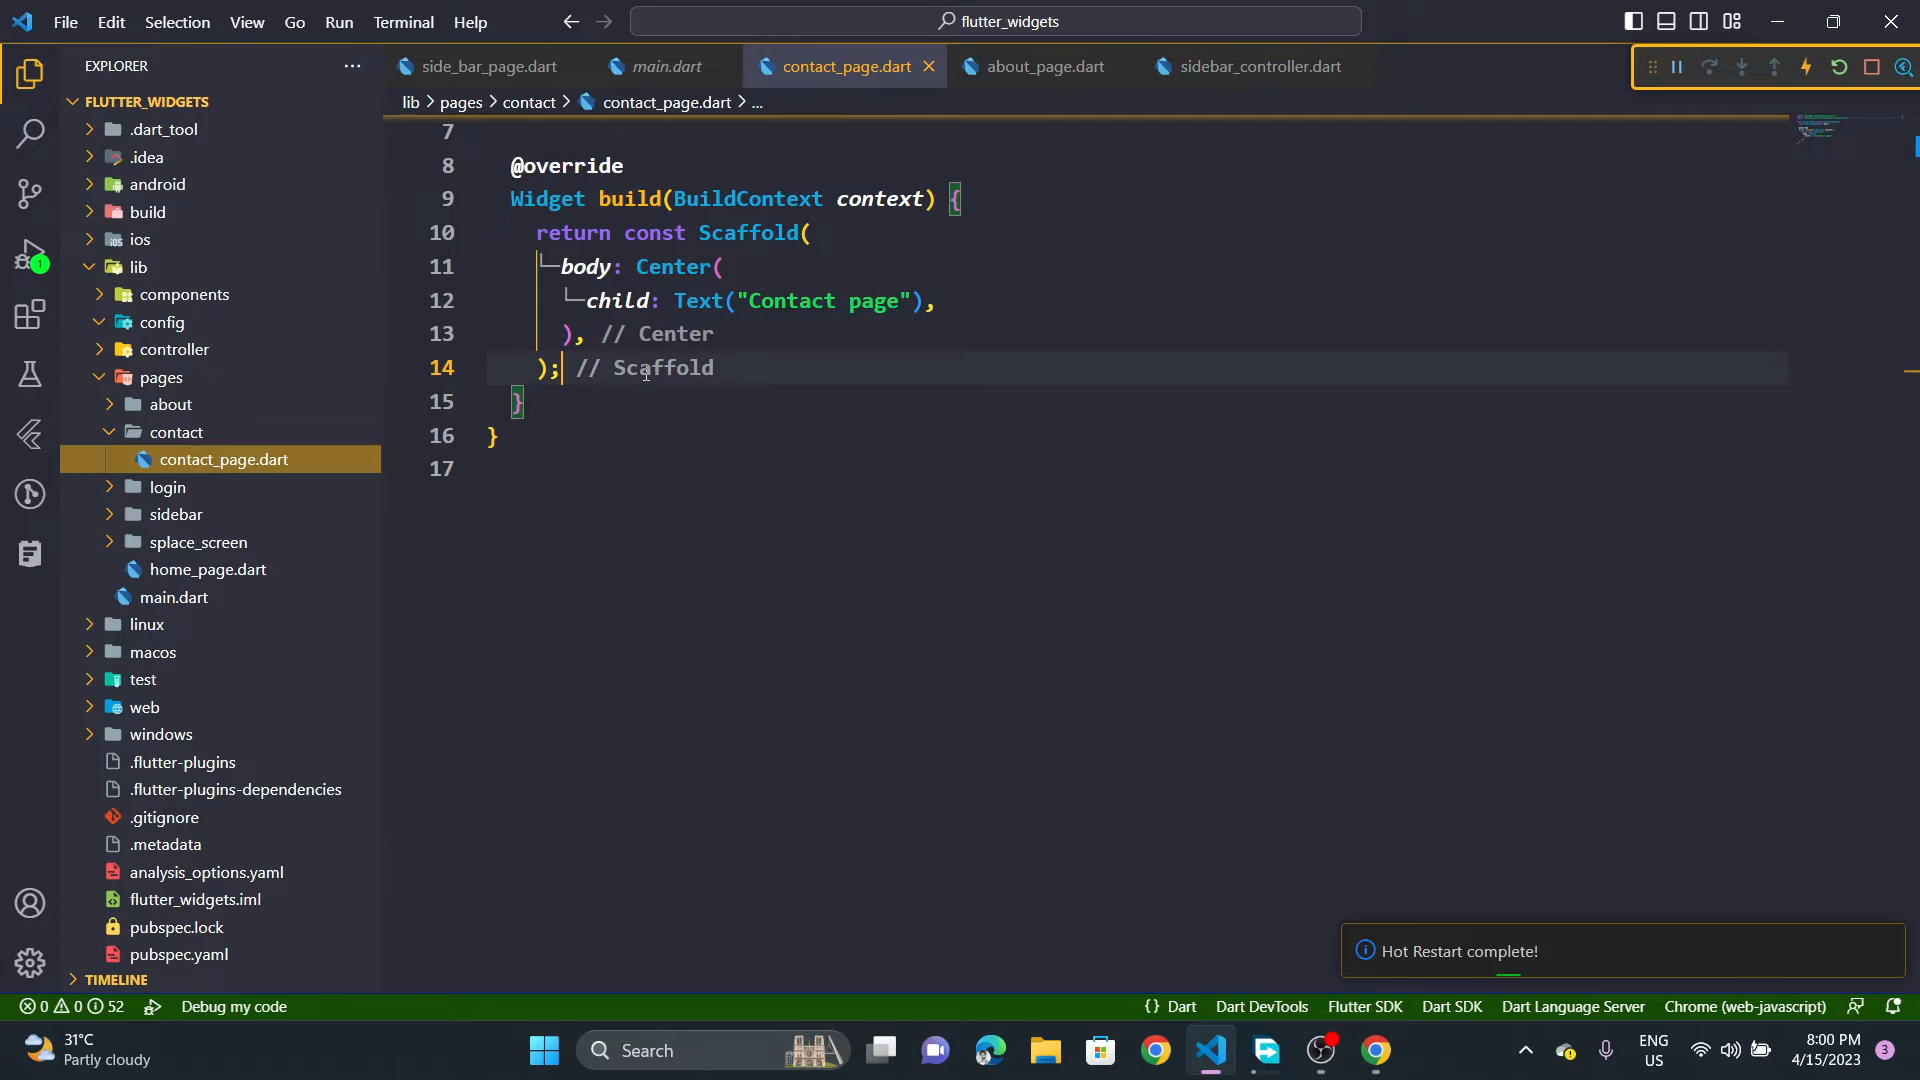 File Edit Selection View Go Run Terminal Help
flutter_widgets
EXPLORER
FLUTTER_WIDGETS
.dart_tool
.idea
android
build
ios
lib
components
config
controller
pages
about
contact
contact_page.dart
login
sidebar
splace_screen
home_page.dart
main.dart
linux
macos
test
web
windows
.flutter-plugins
.flutter-plugins-dependencies
.gitignore
.metadata
analysis_options.yaml
flutter_widgets.iml
pubspec.lock
pubspec.yaml
TIMELINE
side_bar_page.dart main.dart contact_page.dart about_page.dart sidebar_controller.dart
lib > pages > contact > contact_page.dart > ...
7
8 @override
9 Widget build(BuildContext context) {
10 return const Scaffold(
11 body: Center(
12 child: Text("Contact page"),
13 ), // Center
14 ); // Scaffold
15 }
16 }
17
Hot Restart complete!
0 0 52 Debug my code
{} Dart Dart DevTools Flutter SDK Dart SDK Dart Language Server Chrome (web-javascript)
31°C
Partly cloudy
Search
ENG
US
8:00 PM
4/15/2023
3
1